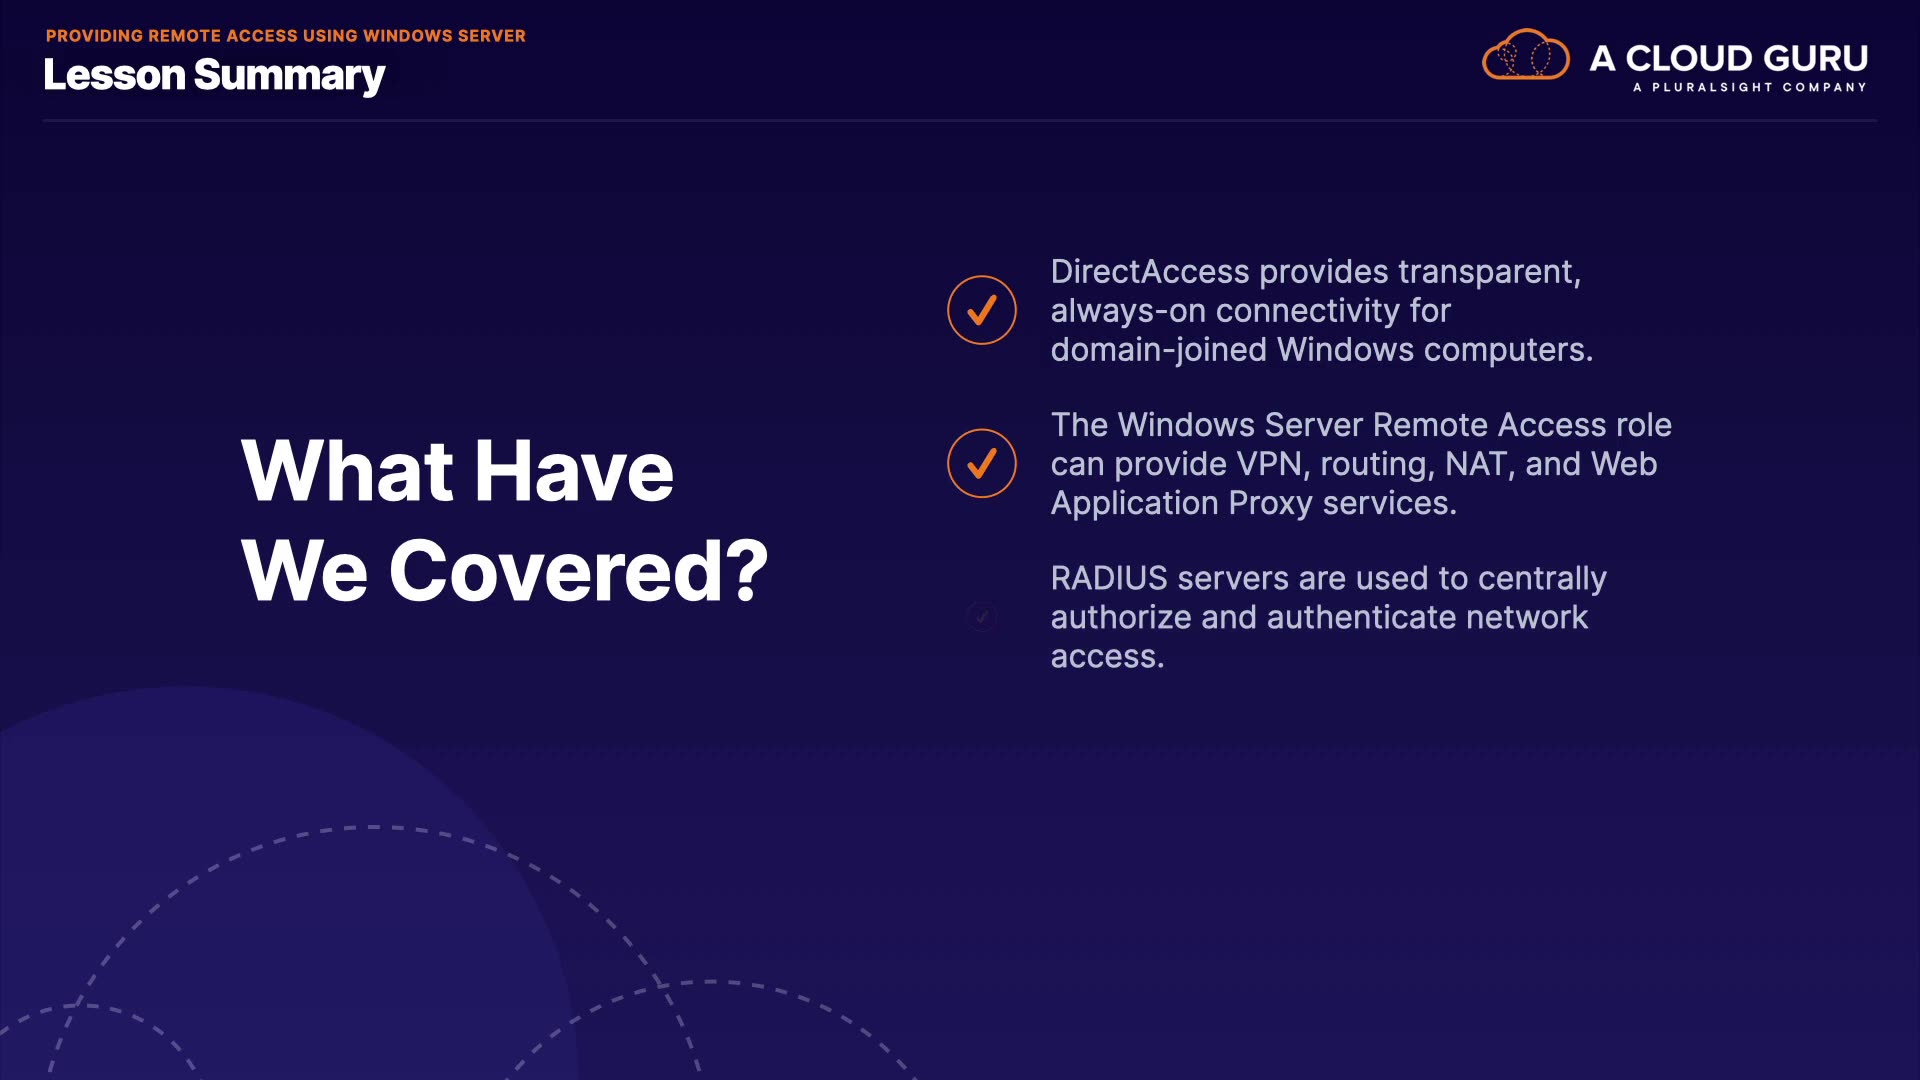 PROVIDING REMOTE ACCESS USING WINDOWS SERVER
Lesson Summary
A CLOUD GURU
A PLURALSIGHT COMPANY
What Have
We Covered?
DirectAccess provides transparent,
always-on connectivity for
domain-joined Windows computers.
The Windows Server Remote Access role
can provide VPN, routing, NAT, and Web
Application Proxy services.
RADIUS servers are used to centrally
authorize and authenticate network
access.